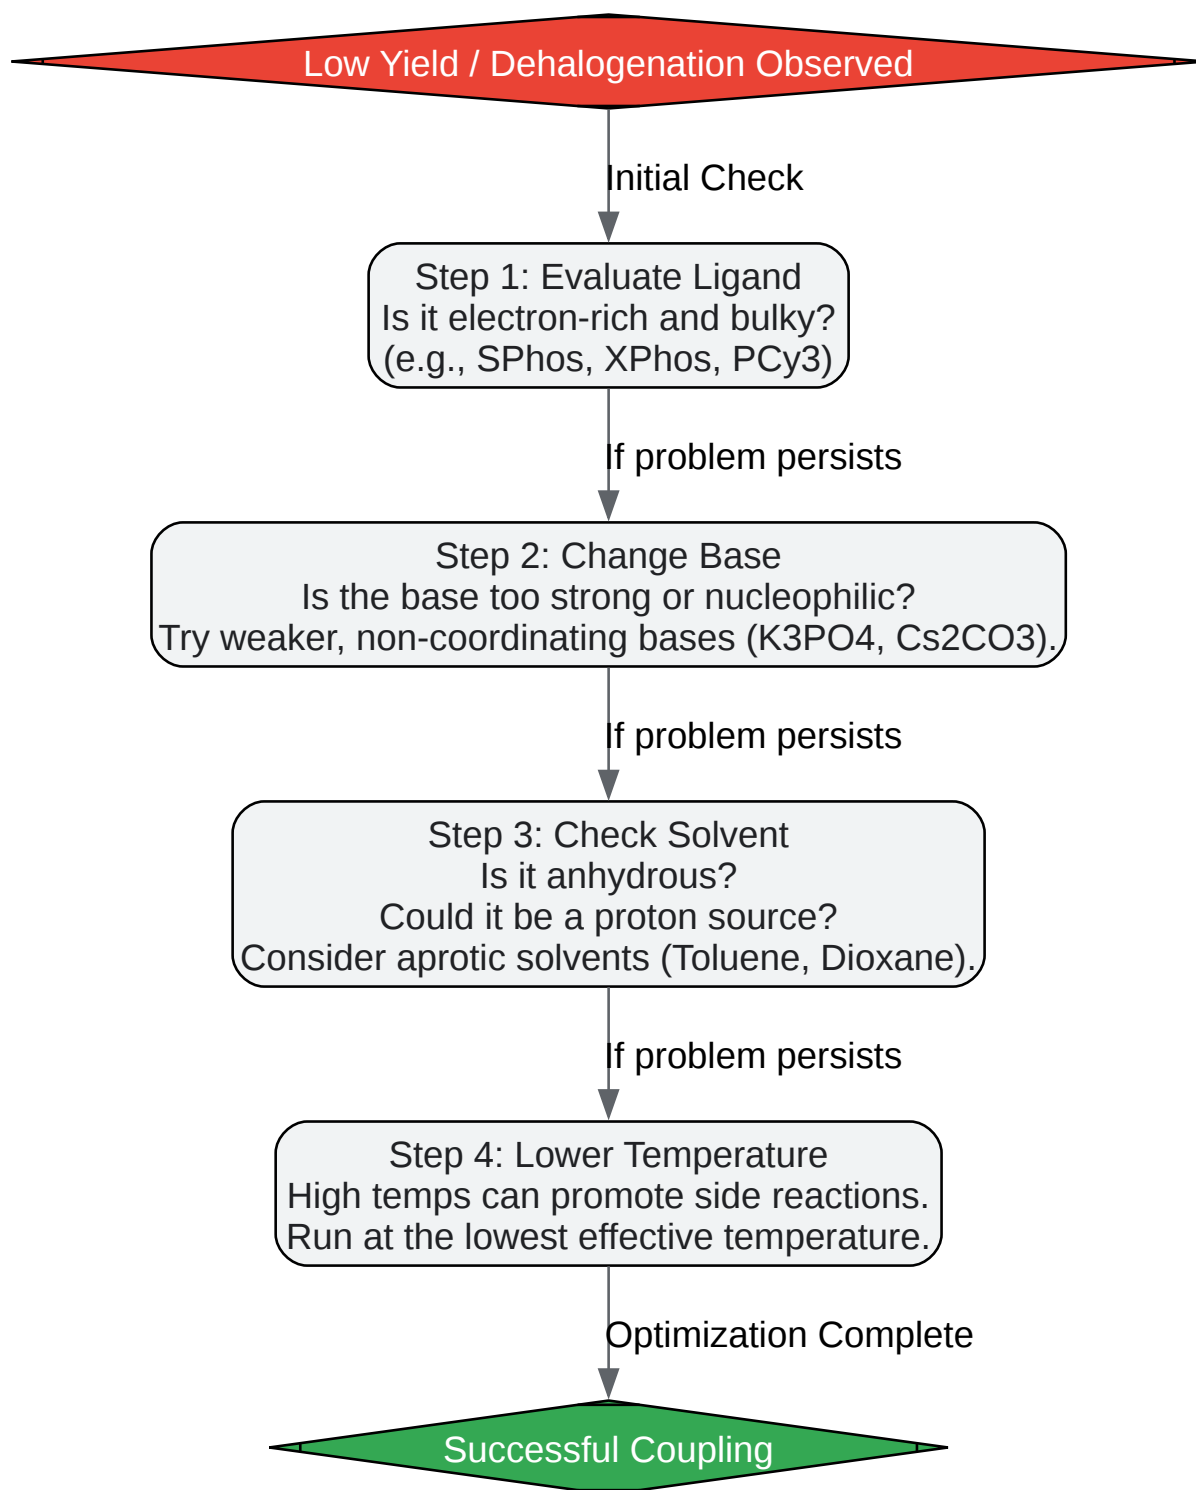 Low Yield / Dehalogenation Observed
Initial Check
Step 1: Evaluate Ligand
Is it electron-rich and bulky?
(e.g., SPhos, XPhos, PCy3)
If problem persists
Step 2: Change Base
Is the base too strong or nucleophilic?
Try weaker, non-coordinating bases (K3PO4, Cs2CO3).
If problem persists
Step 3: Check Solvent
Is it anhydrous?
Could it be a proton source?
Consider aprotic solvents (Toluene, Dioxane).
If problem persists
Step 4: Lower Temperature
High temps can promote side reactions.
Run at the lowest effective temperature.
Optimization Complete
Successful Coupling